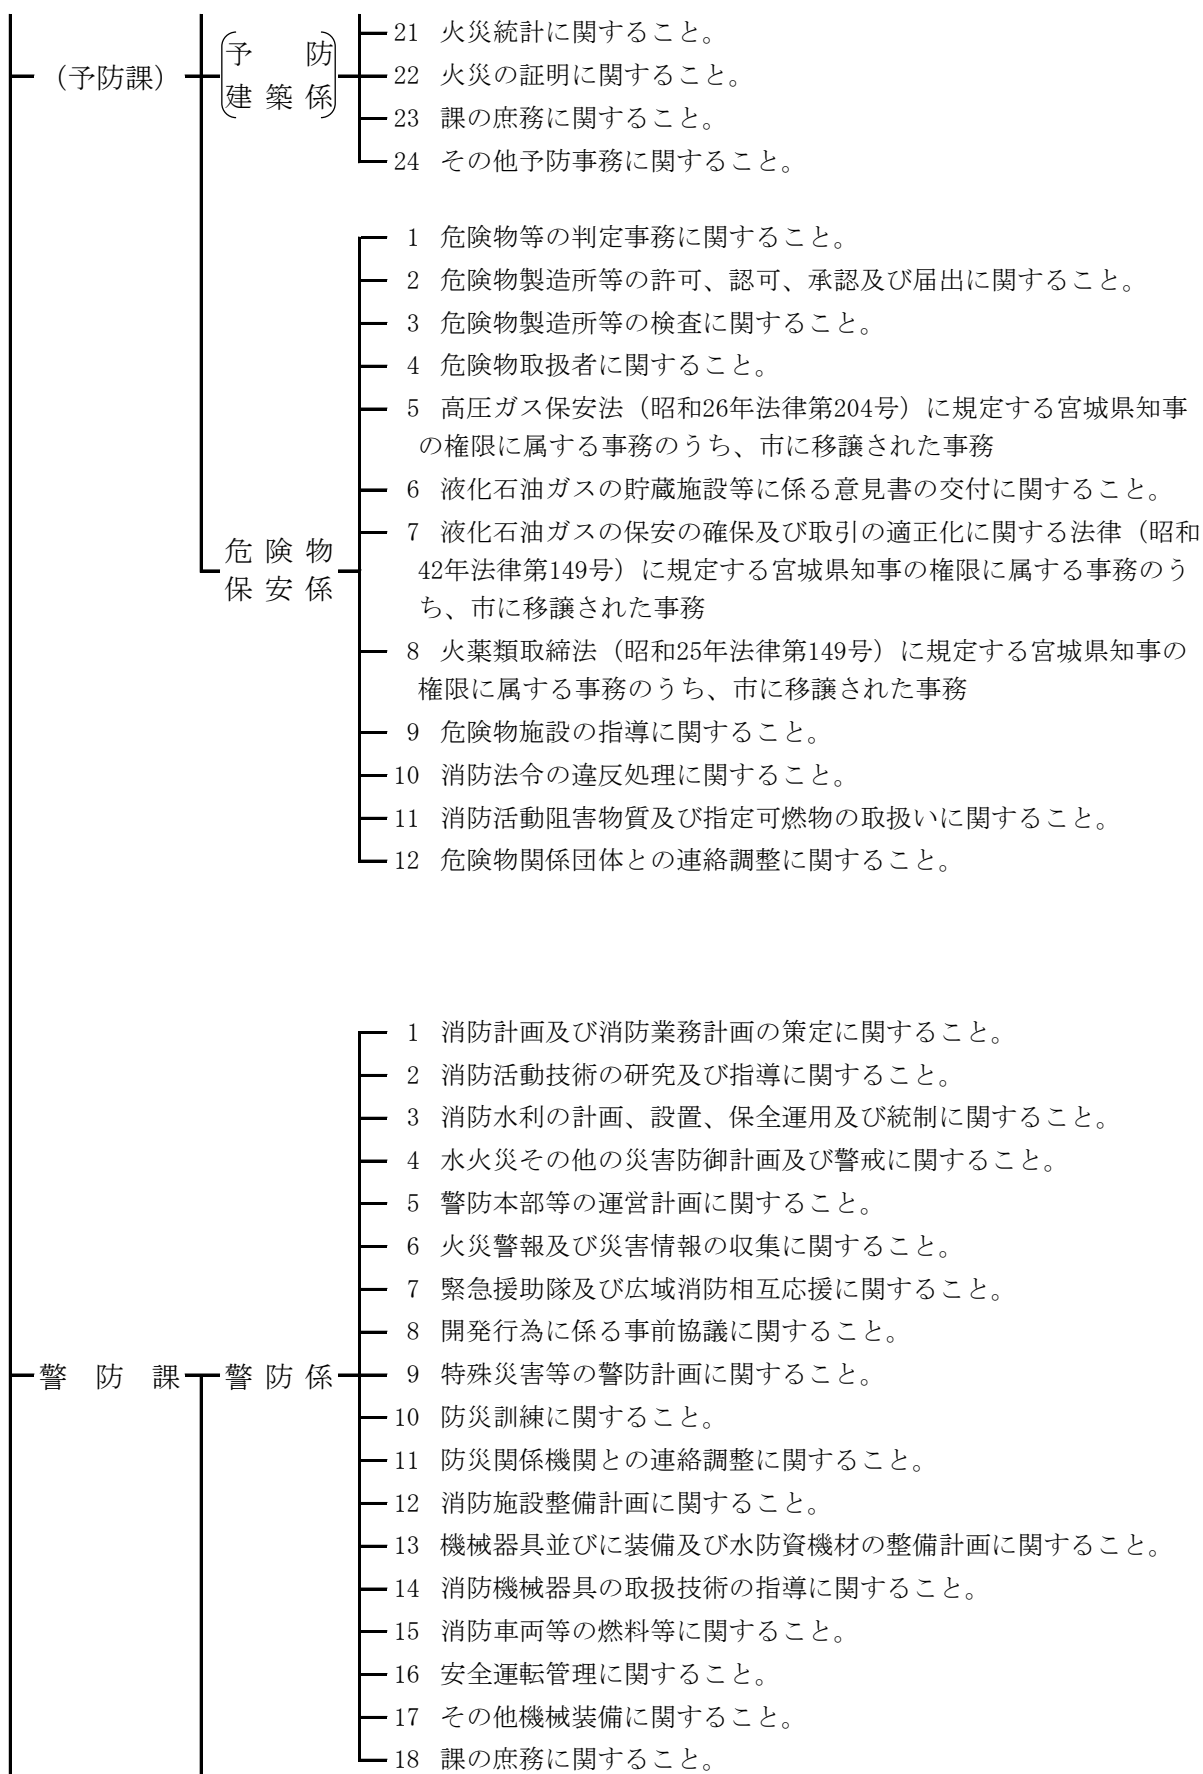 （予防課）
予防
建築係
21 火災統計に関すること。
22 火災の証明に関すること。
23 課の庶務に関すること。
24 その他予防事務に関すること。
危険物
保安係
1 危険物等の判定事務に関すること。
2 危険物製造所等の許可、認可、承認及び届出に関すること。
3 危険物製造所等の検査に関すること。
4 危険物取扱者に関すること。
5 高圧ガス保安法（昭和26年法律第204号）に規定する宮城県知事
の権限に属する事務のうち、市に移譲された事務
6 液化石油ガスの貯蔵施設等に係る意見書の交付に関すること。
7 液化石油ガスの保安の確保及び取引の適正化に関する法律（昭和
42年法律第149号）に規定する宮城県知事の権限に属する事務のう
ち、市に移譲された事務
8 火薬類取締法（昭和25年法律第149号）に規定する宮城県知事の
権限に属する事務のうち、市に移譲された事務
9 危険物施設の指導に関すること。
10 消防法令の違反処理に関すること。
11 消防活動阻害物質及び指定可燃物の取扱いに関すること。
12 危険物関係団体との連絡調整に関すること。
警防課
警防係
1 消防計画及び消防業務計画の策定に関すること。
2 消防活動技術の研究及び指導に関すること。
3 消防水利の計画、設置、保全運用及び統制に関すること。
4 水火災その他の災害防御計画及び警戒に関すること。
5 警防本部等の運営計画に関すること。
6 火災警報及び災害情報の収集に関すること。
7 緊急援助隊及び広域消防相互応援に関すること。
8 開発行為に係る事前協議に関すること。
9 特殊災害等の警防計画に関すること。
10 防災訓練に関すること。
11 防災関係機関との連絡調整に関すること。
12 消防施設整備計画に関すること。
13 機械器具並びに装備及び水防資機材の整備計画に関すること。
14 消防機械器具の取扱技術の指導に関すること。
15 消防車両等の燃料等に関すること。
16 安全運転管理に関すること。
17 その他機械装備に関すること。
18 課の庶務に関すること。